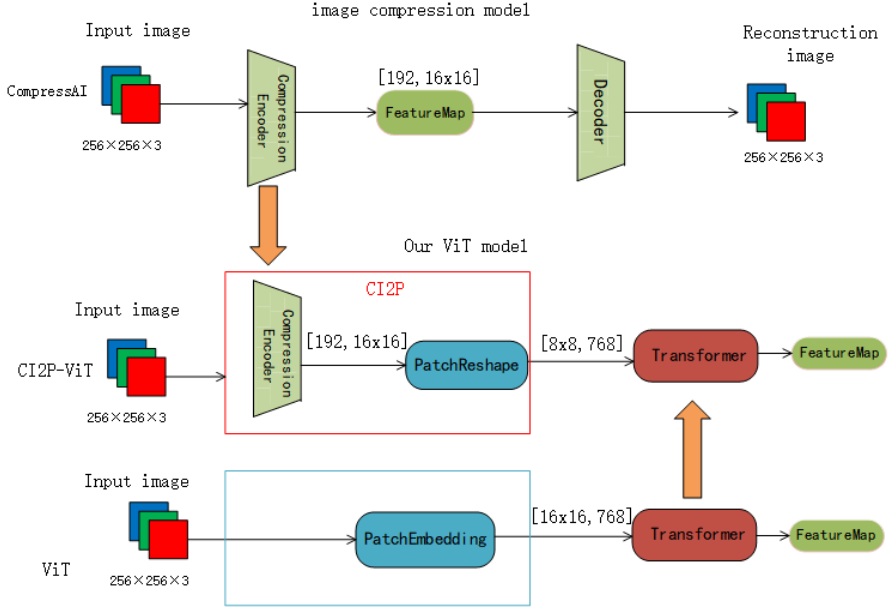 image compression model
Input image
Reconstruction
image
[192, 16x16]
CompressAI
Compression
Encoder
FeatureMap
Decoder
256×256×3
256×256×3
Our ViT model
CI2P
Input image
Compression
Encoder
[192, 16x16]
[8x8, 768]
CI2P-ViT
PatchReshape
Transformer
FeatureMap
256×256×3
Input image
[16x16, 768]
PatchEmbedding
Transformer
FeatureMap
ViT
256×256×3